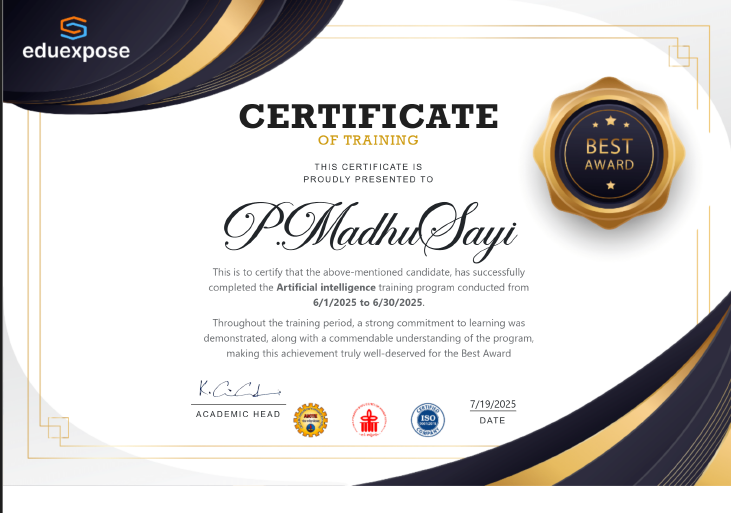 eduexpose
CERTIFICATE
OF TRAINING
THIS CERTIFICATE IS
PROUDLY PRESENTED TO
P.MadhuSayi
BEST
AWARD
This is to certify that the above-mentioned candidate, has successfully
completed the Artificial intelligence training program conducted from
6/1/2025 to 6/30/2025.
Throughout the training period, a strong commitment to learning was
demonstrated, along with a commendable understanding of the program,
making this achievement truly well-deserved for the Best Award
ACADEMIC HEAD
AICTE
CERTIFIED
ISO
COMPANY
7/19/2025
DATE